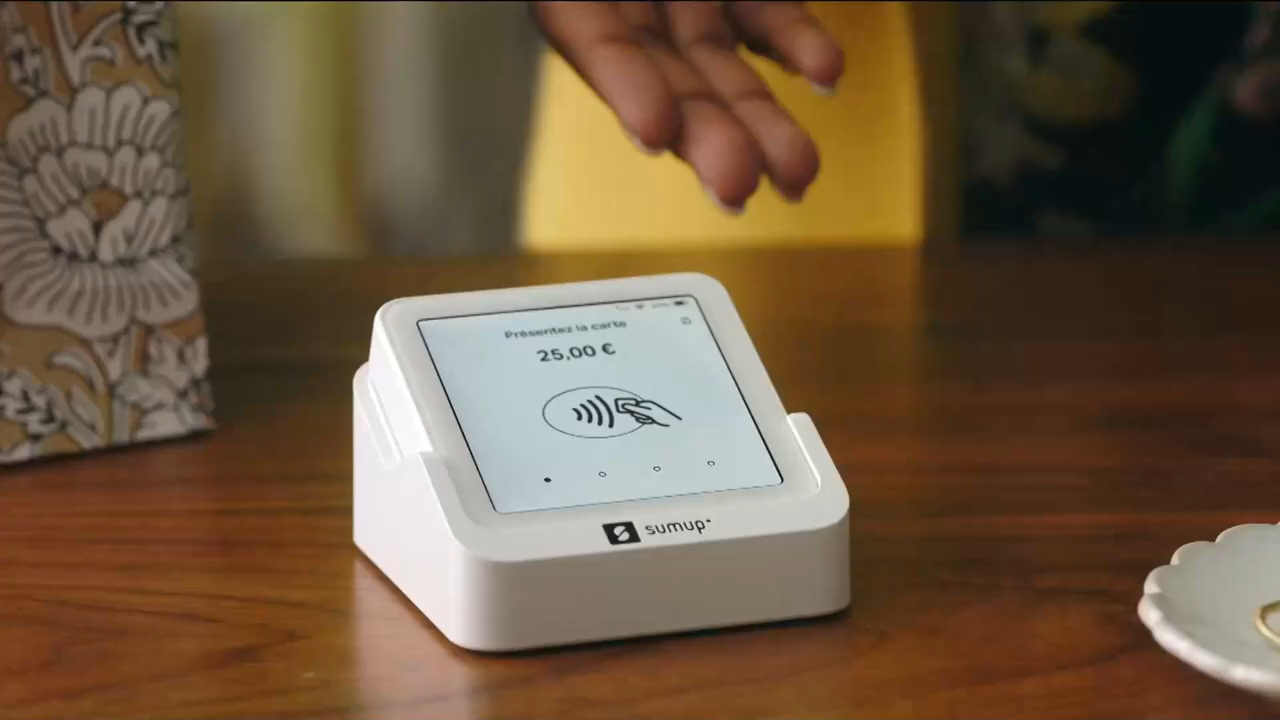 Présentez la carte
25,00 €
sumup